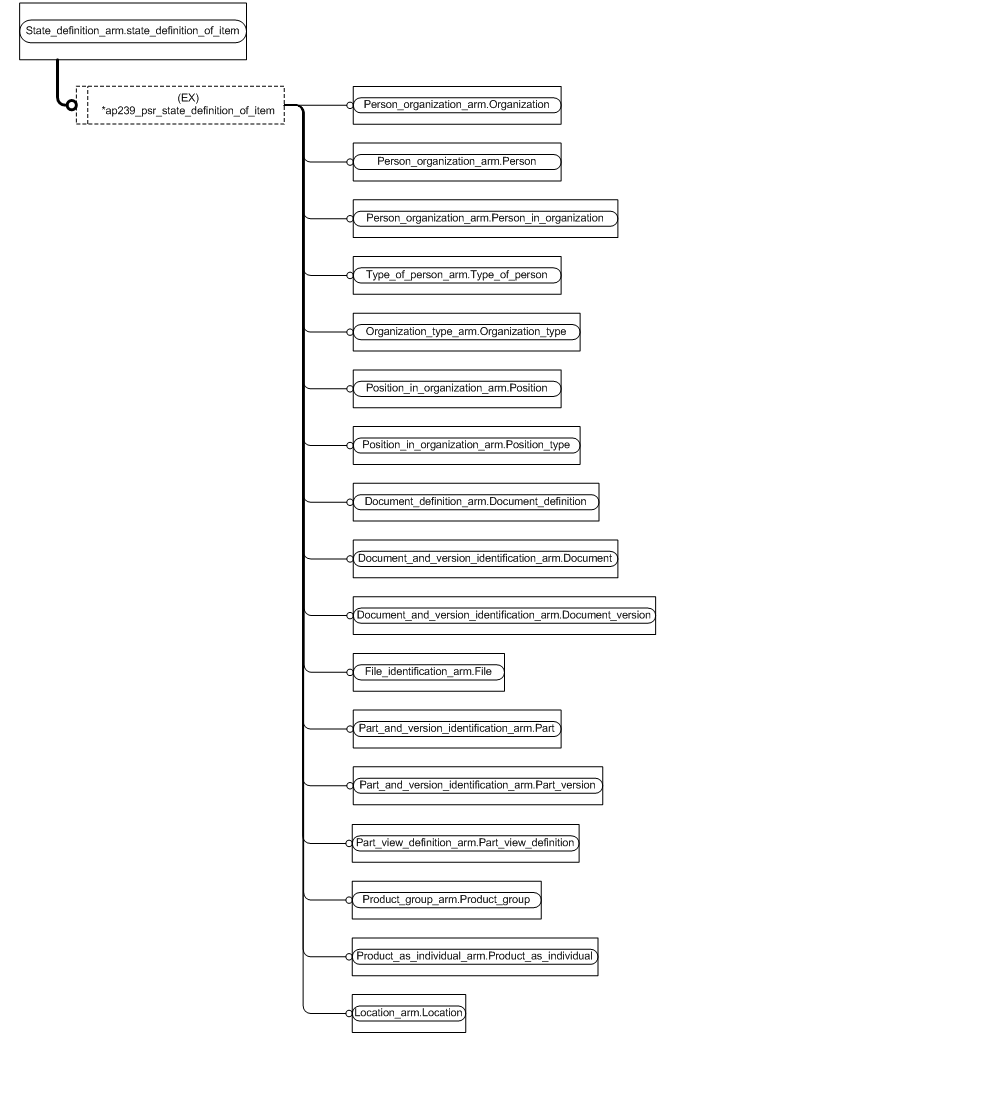 State_definition_arm.state_definition_of_item
(EX)
*ap239_psr_state_definition_of_item
Person_organization_arm.Organization
Person_organization_arm.Person
Person_organization_arm.Person_in_organization
Type_of_person_arm.Type_of_person
Organization_type_arm.Organization_type
Position_in_organization_arm.Position
Position_in_organization_arm.Position_type
Document_definition_arm.Document_definition
Document_and_version_identification_arm.Document
Document_and_version_identification_arm.Document_version
File_identification_arm.File
Part_and_version_identification_arm.Part
Part_and_version_identification_arm.Part_version
Part_view_definition_arm.Part_view_definition
Product_group_arm.Product_group
Product_as_individual_arm.Product_as_individual
Location_arm.Location